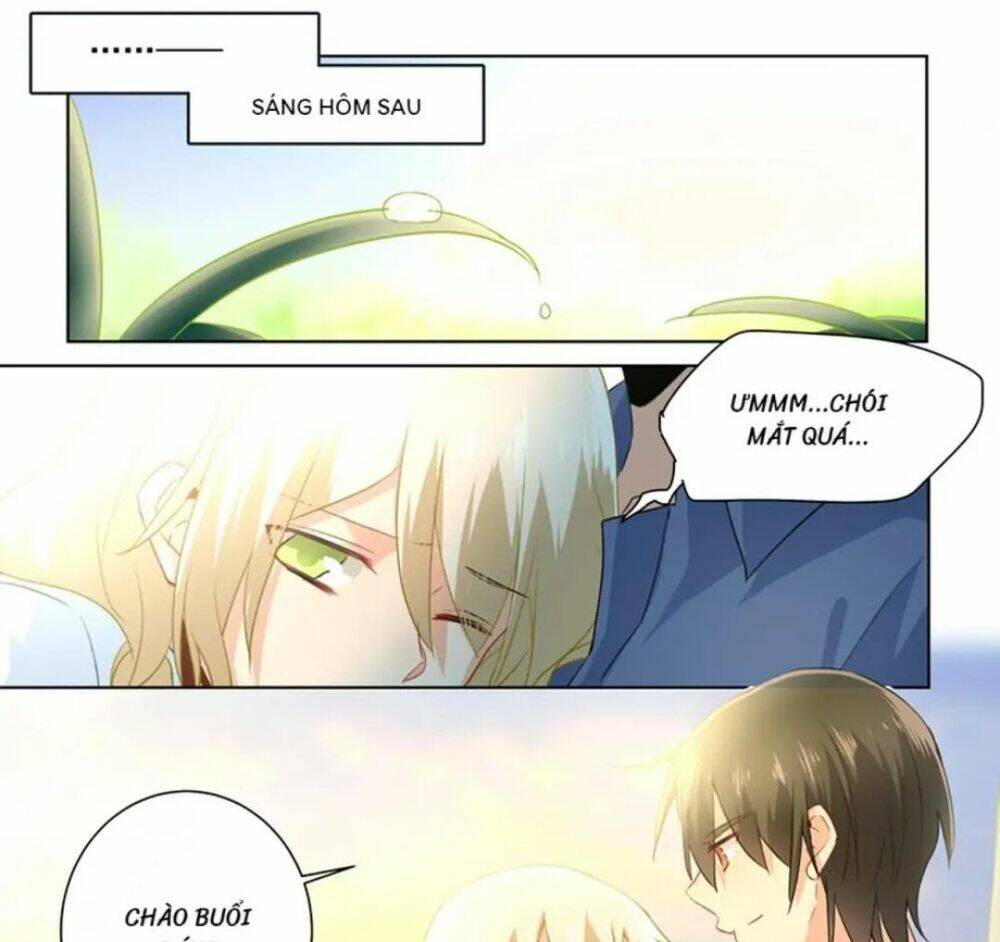 .......——
SÁNG HÔM SAU
ƯMMM...CHÓI
MẮT QUÁ...
CHÀO BUỔI